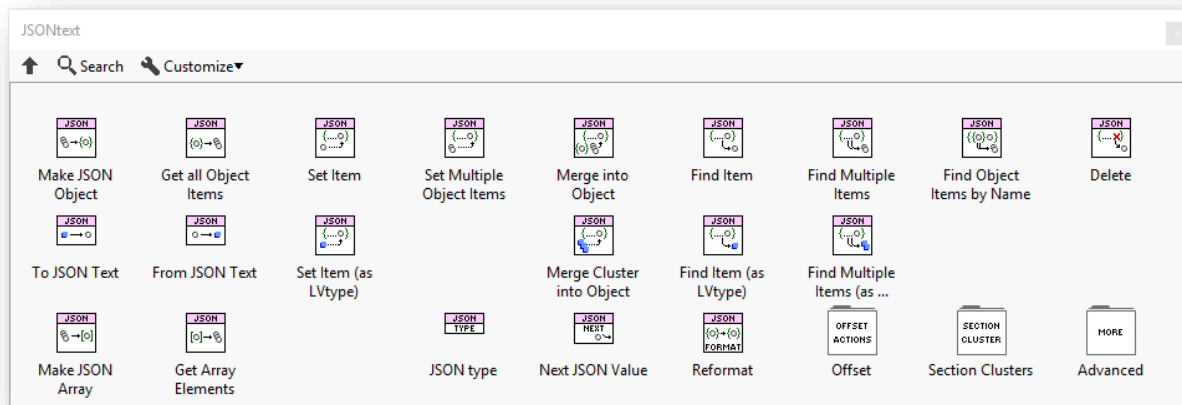 JSONtext
Search Customize
JSON JSON JSON JSON JSON JSON JSON JSON JSON
{o} {o} {...o} {...o} {...o} {o} {...o} {...o} {{o}o} {...}
Make JSON Object
Get all Object Items
Set Item
Set Multiple Object Items
Merge into Object
Find Item
Find Multiple Items
Find Object Items by Name
Delete
JSON JSON JSON JSON JSON JSON
{...o} {...o} {...o} {...o}
To JSON Text
From JSON Text
Set Item (as LVtype)
Merge Cluster into Object
Find Item (as LVtype)
Find Multiple Items (as ...
JSON JSON JSON JSON JSON
[o] [o] TYPE NEXT {o}→{o} FORMAT
OFFSET ACTIONS
SECTION CLUSTER
MORE
Make JSON Array
Get Array Elements
JSON type
Next JSON Value
Reformat
Offset
Section Clusters
Advanced